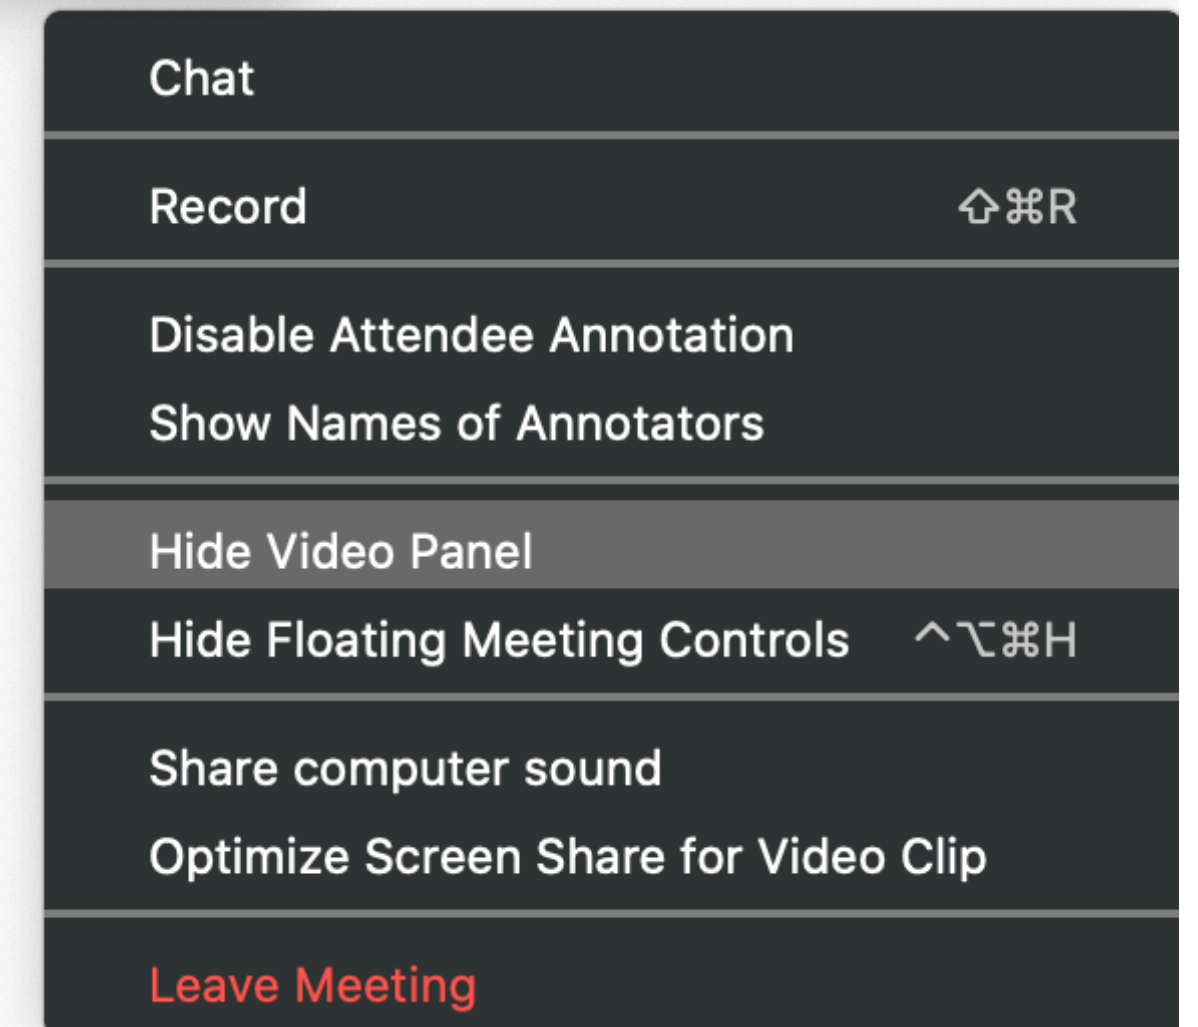 Chat
Record ⇧⌘R
Disable Attendee Annotation
Show Names of Annotators
Hide Video Panel
Hide Floating Meeting Controls ^⌥⌘H
Share computer sound
Optimize Screen Share for Video Clip
Leave Meeting